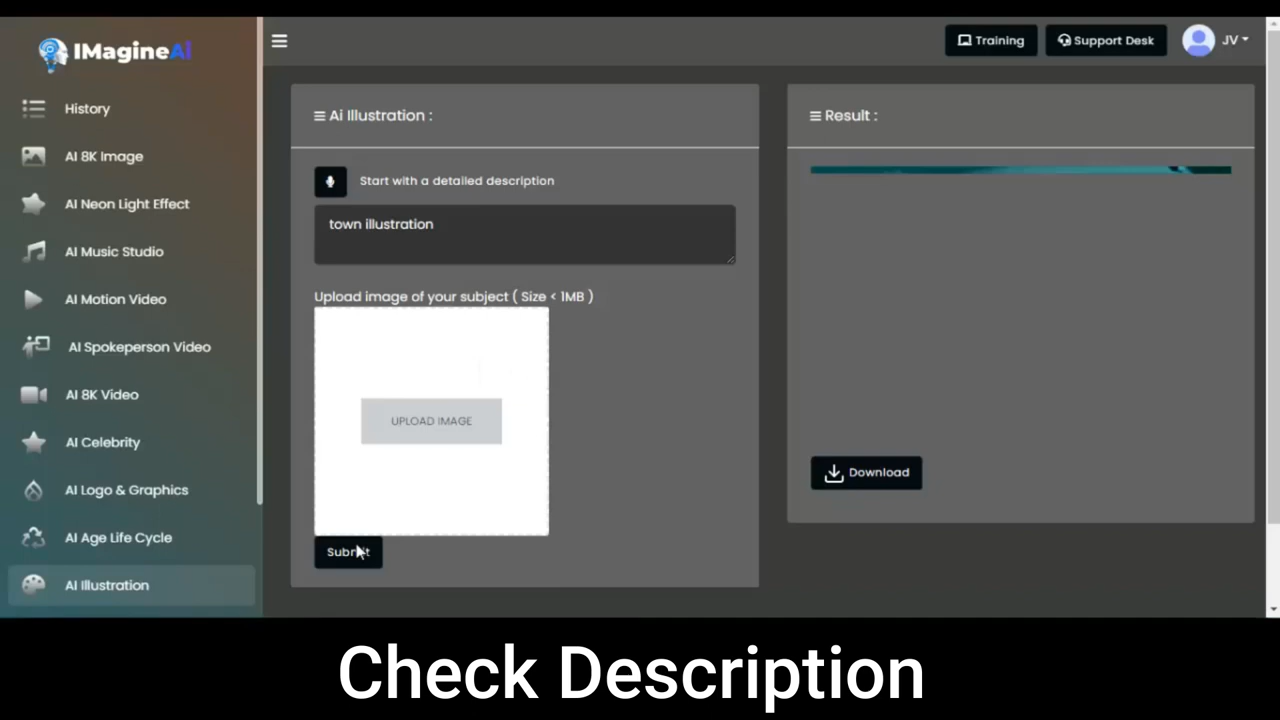 IMagineAi
Training
Support Desk
JV
History
AI 8K Image
AI Neon Light Effect
AI Music Studio
AI Motion Video
AI Spokeperson Video
AI 8K Video
AI Celebrity
AI Logo & Graphics
AI Age Life Cycle
AI Illustration
Ai Illustration :
Start with a detailed description
town illustration
Upload image of your subject ( Size < 1MB )
UPLOAD IMAGE
Submit
Result :
Download
Check Description